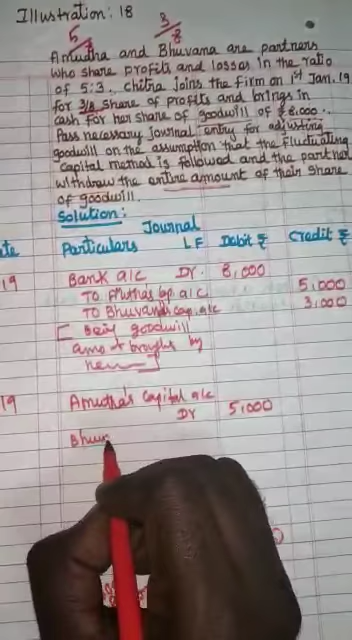 Illustration: 18
5/8 3/8
Amudha and Bhuvana are partners
who share profits and losses in the ratio
of 5:3. chitra joins the firm on 1st Jan. 19
for 3/8 share of profits and brings in
cash for her share of goodwill of ₹ 8,000.
Pass necessary journal entry for adjusting
goodwill on the assumption that the fluctuating
capital method is followed and the partner
withdrew the entire amount of their share
of goodwill.
Solution:
Journal
ate Particulars LF Debit ₹ Credit ₹
19 Bank a/c Dr. 8,000
To cap a/c 5,000
To Bhuvana's cap. a/c 3,000
[ Being goodwill
brought by
new ]
19 Amudha's capital a/c
Dr 5,000
Bhuv